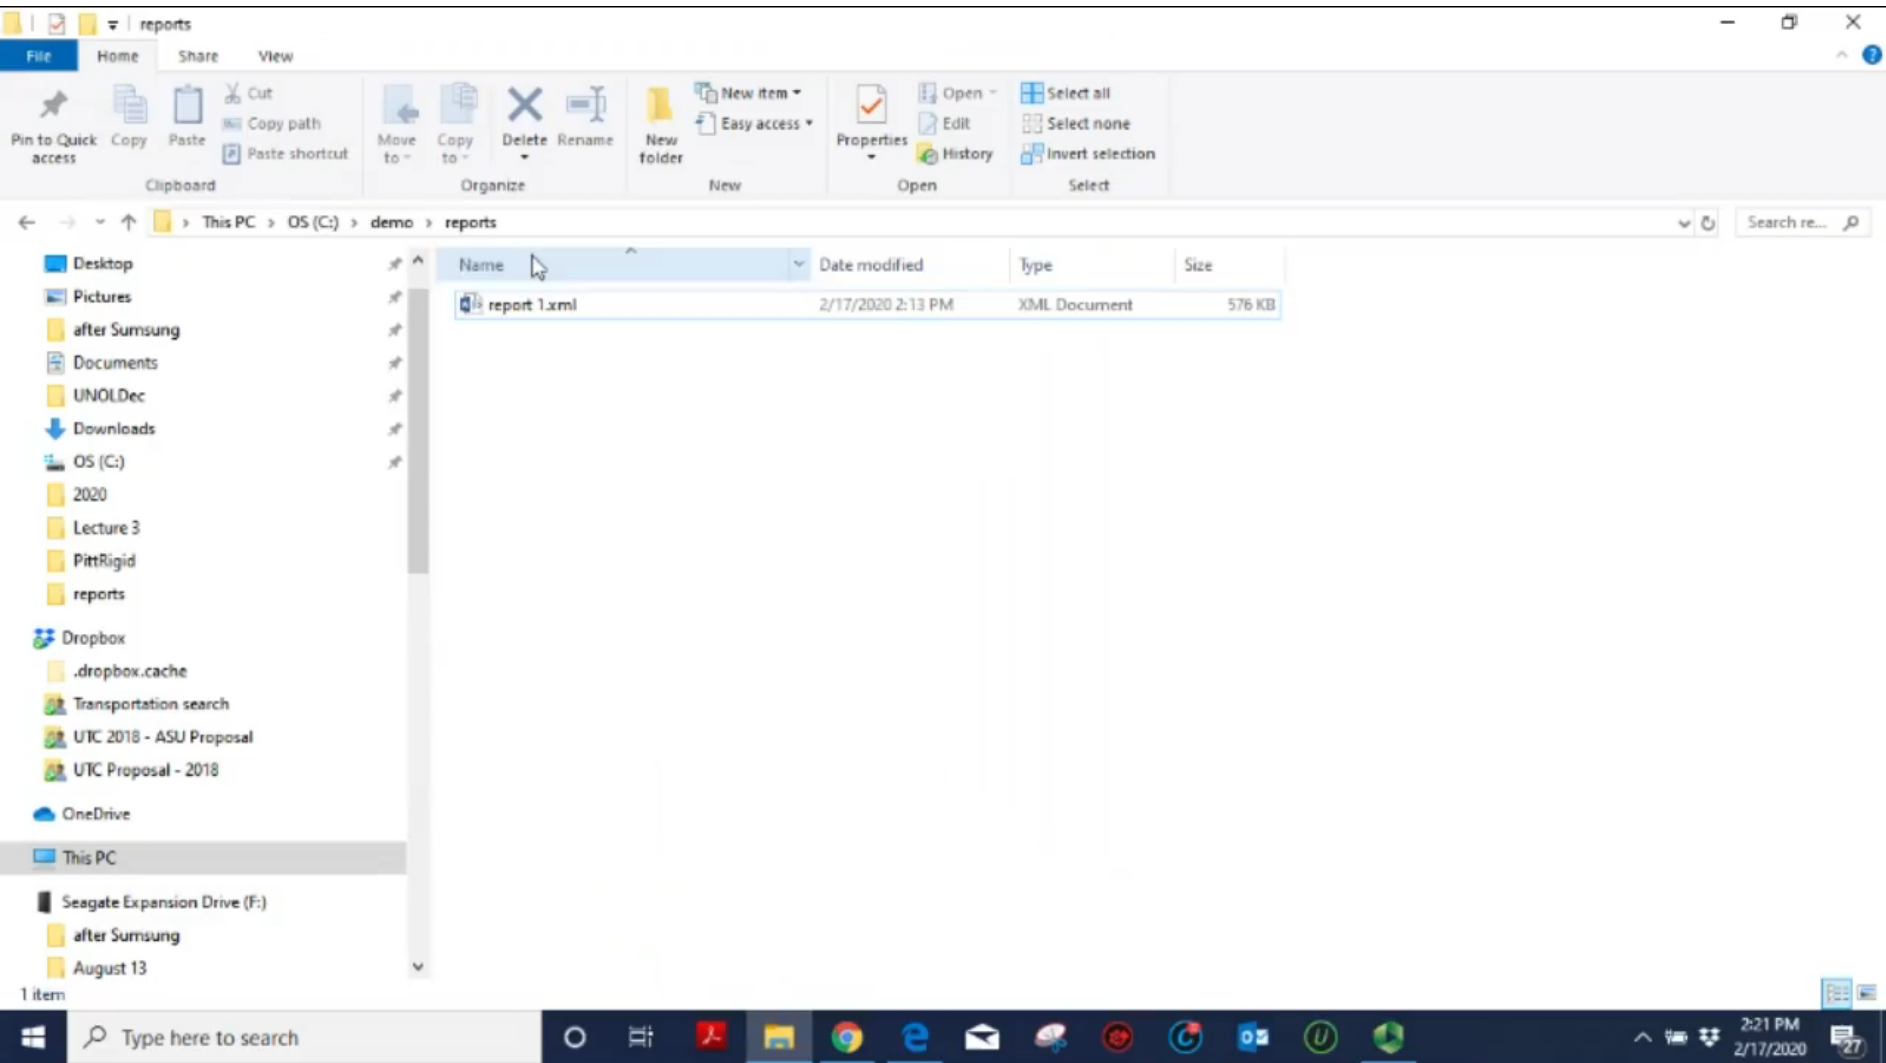 reports
File Home Share View
Pin to Quick access
Copy
Paste
Cut
Copy path
Paste shortcut
Clipboard
Move to
Copy to
Delete
Rename
Organize
New folder
New item
Easy access
New
Properties
Open
Edit
History
Open
Select all
Select none
Invert selection
Select
This PC > OS (C:) > demo > reports
Search re...
Name Date modified Type Size
report 1.xml 2/17/2020 2:13 PM XML Document 576 KB
Desktop
Pictures
after Sumsung
Documents
UNOLDec
Downloads
OS (C:)
2020
Lecture 3
PittRigid
reports
Dropbox
.dropbox.cache
Transportation search
UTC 2018 - ASU Proposal
UTC Proposal - 2018
OneDrive
This PC
Seagate Expansion Drive (F:)
after Sumsung
August 13
1 item
Type here to search
2:21 PM
2/17/2020
27